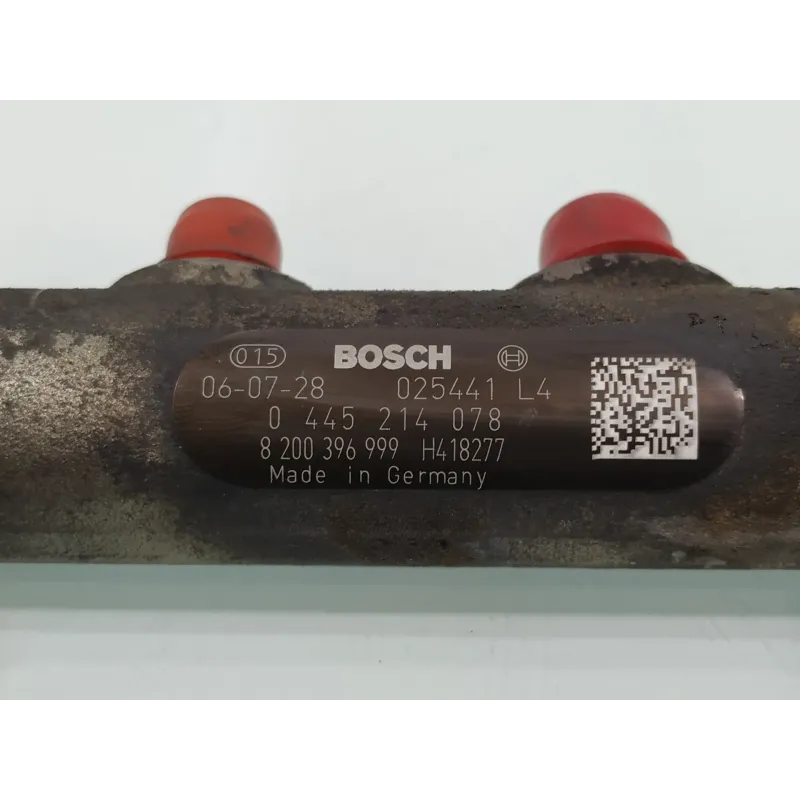 015 BOSCH
06-07-28 025441 L4
0 445 214 078
8 200 396 999 H418277
Made in Germany